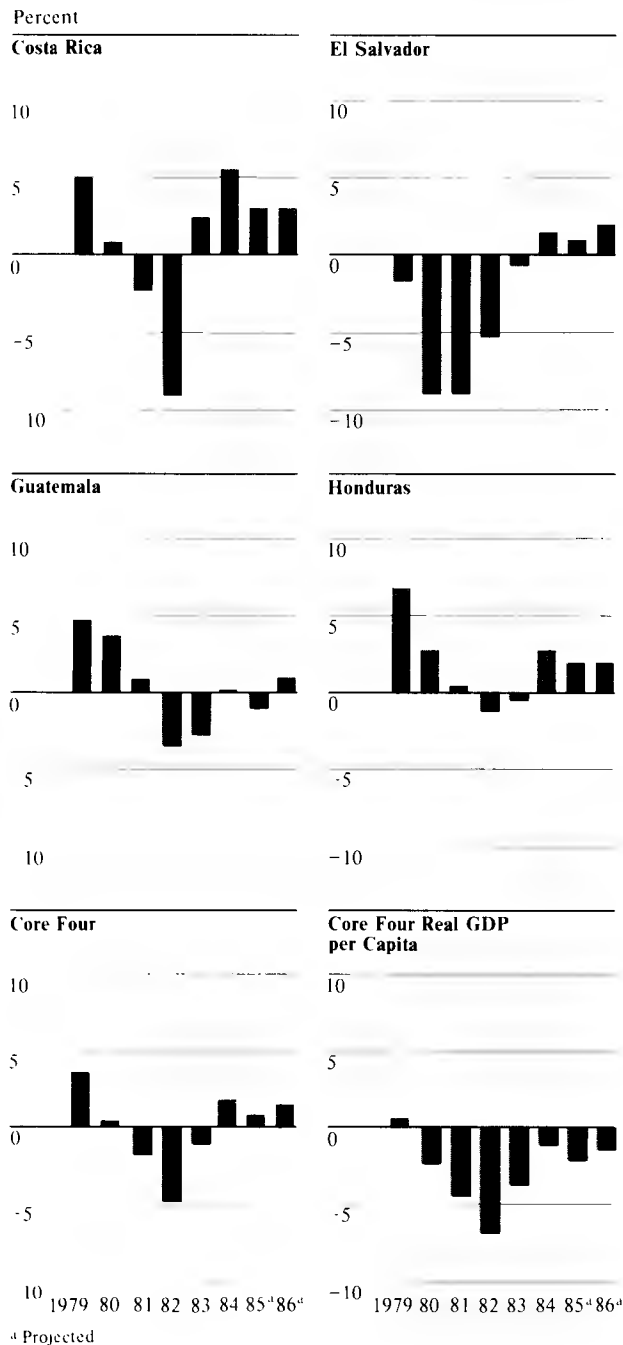 Percent
Costa Rica
10
5
0
-5
10
El Salvador
10
5
0
-5
-10
Guatemala
10
5
0
5
10
Honduras
10
5
0
-5
-10
Core Four
10
5
0
-5
10
1979 80 81 82 83 84 85ª 86ª
Core Four Real GDP
per Capita
10
5
0
-5
-10
1979 80 81 82 83 84 85ª 86ª
ª Projected